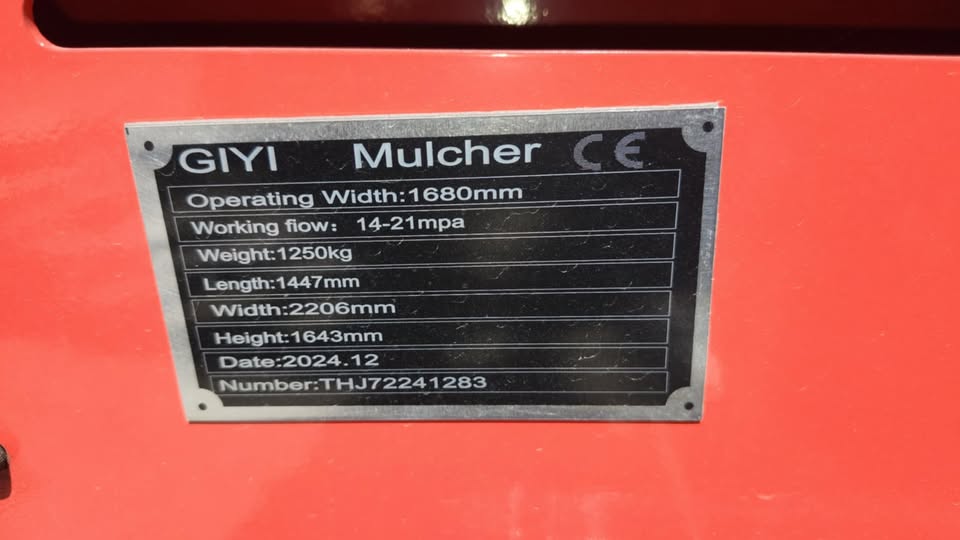 GIYI Mulcher CE
Operating Width:1680mm
Working fiow: 14-21mpa
Weight:1250kg
Length:1447mm
Width:2206mm
Height:1643mm
Date:2024.12
Number:THJ72241283